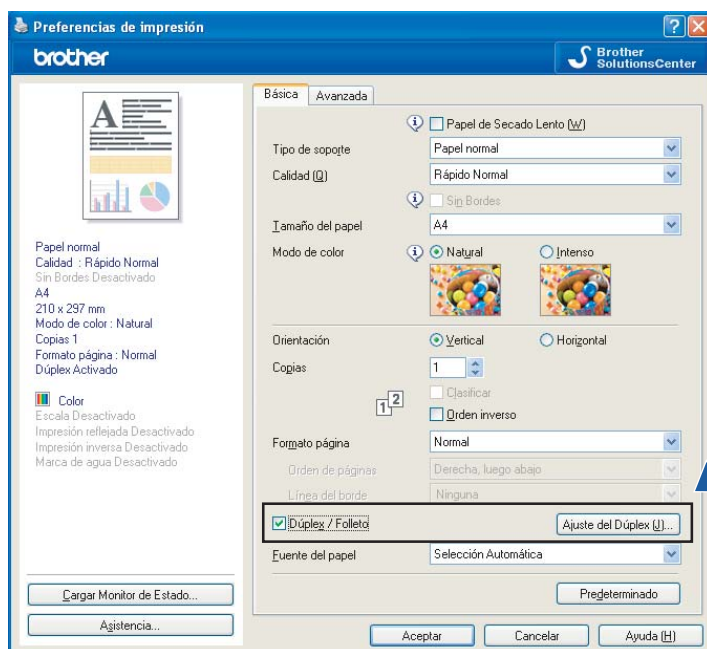 Preferencias de impresión
brother
Brother
SolutionsCenter
Básica
Avanzada
Papel de Secado Lento (W)
Tipo de soporte
Papel normal
Calidad (Q)
Rápido Normal
Sin Bordes
Tamaño del papel
A4
Modo de color
Natural
Intenso
Orientación
Vertical
Horizontal
Copias
1
Clasificar
1 2
Orden inverso
Formato página
Normal
Orden de páginas
Derecha, luego abajo
Línea del borde
Ninguna
Dúplex / Folleto
Ajuste del Dúplex (J)...
Fuente del papel
Selección Automática
Predeterminado
A
Papel normal
Calidad : Rápido Normal
Sin Bordes Desactivado
A4
210 x 297 mm
Modo de color : Natural
Copias 1
Formato página : Normal
Dúplex Activado
Color
Escala Desactivado
Impresión reflejada Desactivado
Impresión inversa Desactivado
Marca de agua Desactivado
Cargar Monitor de Estado...
Asistencia...
Aceptar
Cancelar
Ayuda (H)